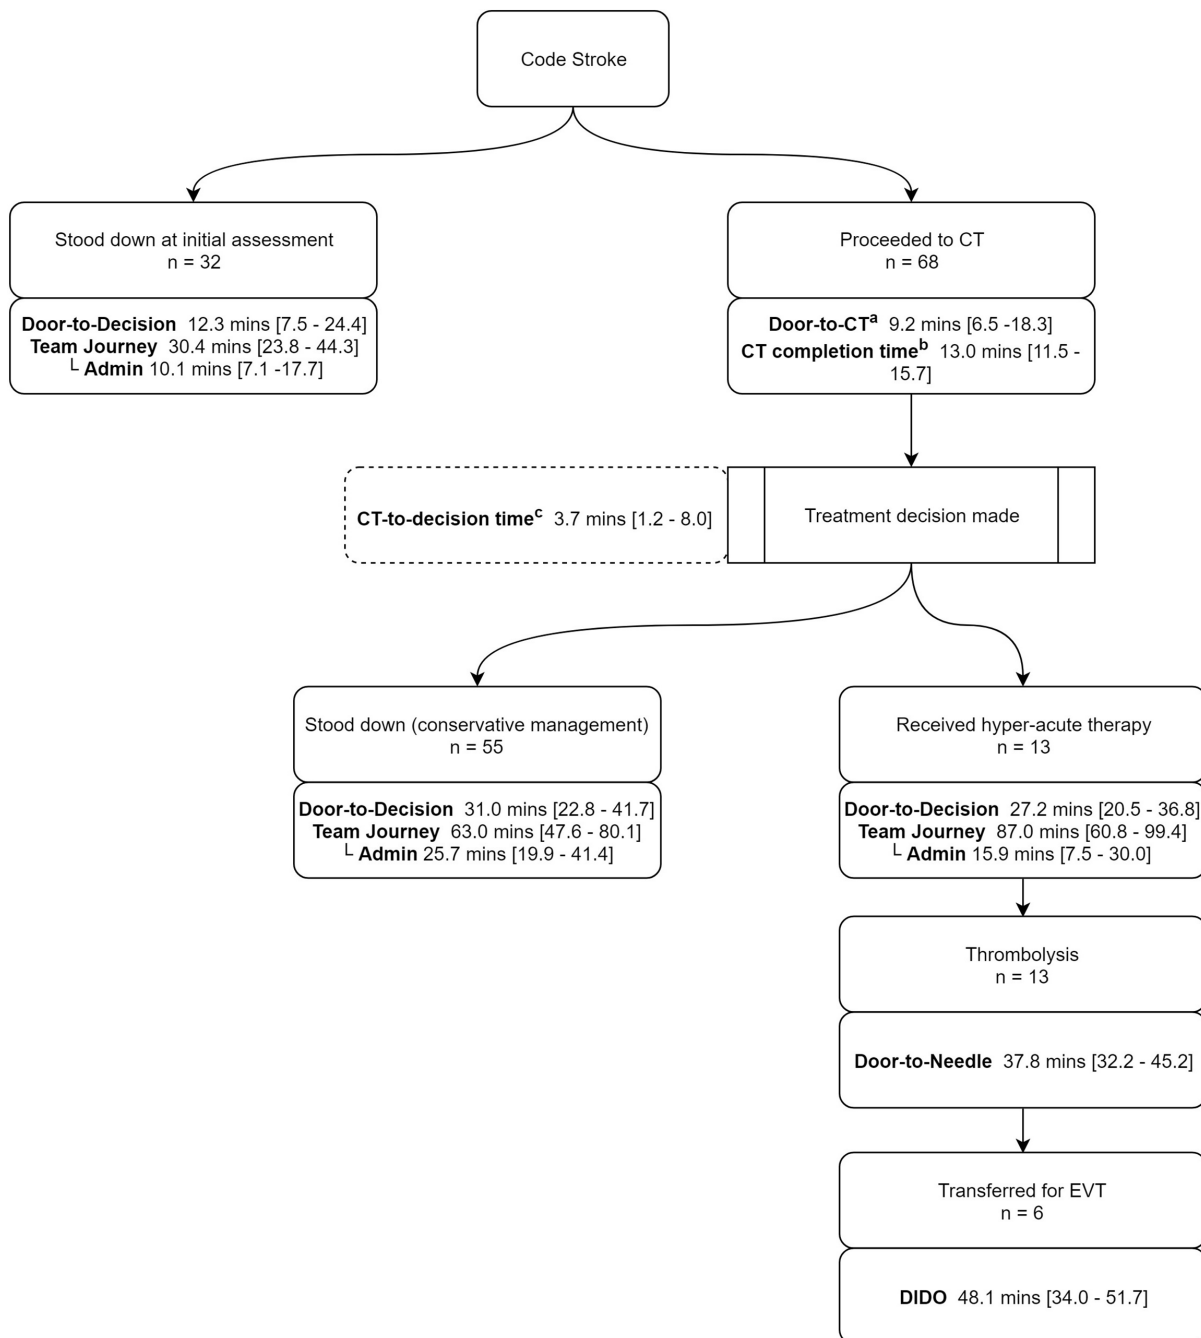 Code Stroke
Stood down at initial assessment
n = 32
Door-to-Decision 12.3 mins [7.5 - 24.4]
Team Journey 30.4 mins [23.8 - 44.3]
└ Admin 10.1 mins [7.1 -17.7]
Proceeded to CT
n = 68
Door-to-CTᵃ 9.2 mins [6.5 -18.3]
CT completion timeᵇ 13.0 mins [11.5 -
15.7]
CT-to-decision timeᶜ 3.7 mins [1.2 - 8.0]
Treatment decision made
Stood down (conservative management)
n = 55
Door-to-Decision 31.0 mins [22.8 - 41.7]
Team Journey 63.0 mins [47.6 - 80.1]
└ Admin 25.7 mins [19.9 - 41.4]
Received hyper-acute therapy
n = 13
Door-to-Decision 27.2 mins [20.5 - 36.8]
Team Journey 87.0 mins [60.8 - 99.4]
└ Admin 15.9 mins [7.5 - 30.0]
Thrombolysis
n = 13
Door-to-Needle 37.8 mins [32.2 - 45.2]
Transferred for EVT
n = 6
DIDO 48.1 mins [34.0 - 51.7]